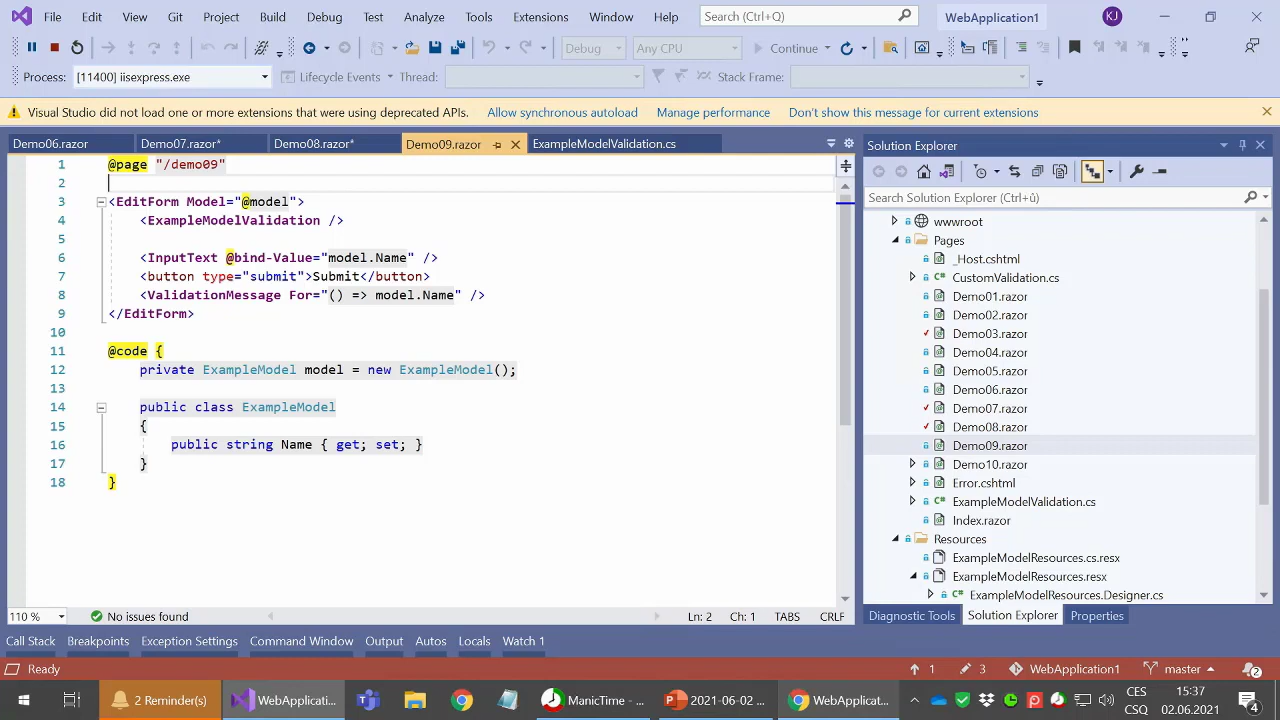 File Edit View Git Project Build Debug Test Analyze Tools Extensions Window Help Search (Ctrl+Q) WebApplication1 KJ
Debug Any CPU Continue
Process: [11400] iisexpress.exe Lifecycle Events Thread: Stack Frame:
Visual Studio did not load one or more extensions that were using deprecated APIs. Allow synchronous autoload Manage performance Don't show this message for current extensions
Demo06.razor Demo07.razor* Demo08.razor* Demo09.razor ExampleModelValidation.cs
1 @page "/demo09"
2
3 <EditForm Model="@model">
4 <ExampleModelValidation />
5
6 <InputText @bind-Value="model.Name" />
7 <button type="submit">Submit</button>
8 <ValidationMessage For="() => model.Name" />
9 </EditForm>
10
11 @code {
12 private ExampleModel model = new ExampleModel();
13
14 public class ExampleModel
15 {
16 public string Name { get; set; }
17 }
18 }
110 % No issues found Ln: 2 Ch: 1 TABS CRLF
Solution Explorer
Search Solution Explorer (Ctrl+ů)
wwwroot
Pages
_Host.cshtml
CustomValidation.cs
Demo01.razor
Demo02.razor
Demo03.razor
Demo04.razor
Demo05.razor
Demo06.razor
Demo07.razor
Demo08.razor
Demo09.razor
Demo10.razor
Error.cshtml
ExampleModelValidation.cs
Index.razor
Resources
ExampleModelResources.cs.resx
ExampleModelResources.resx
ExampleModelResources.Designer.cs
Diagnostic Tools Solution Explorer Properties
Call Stack Breakpoints Exception Settings Command Window Output Autos Locals Watch 1
Ready 1 3 WebApplication1 master 2
2 Reminder(s) WebApplicati... ManicTime - ... 2021-06-02 ... WebApplicat... CES 15:37
CSQ 02.06.2021 4